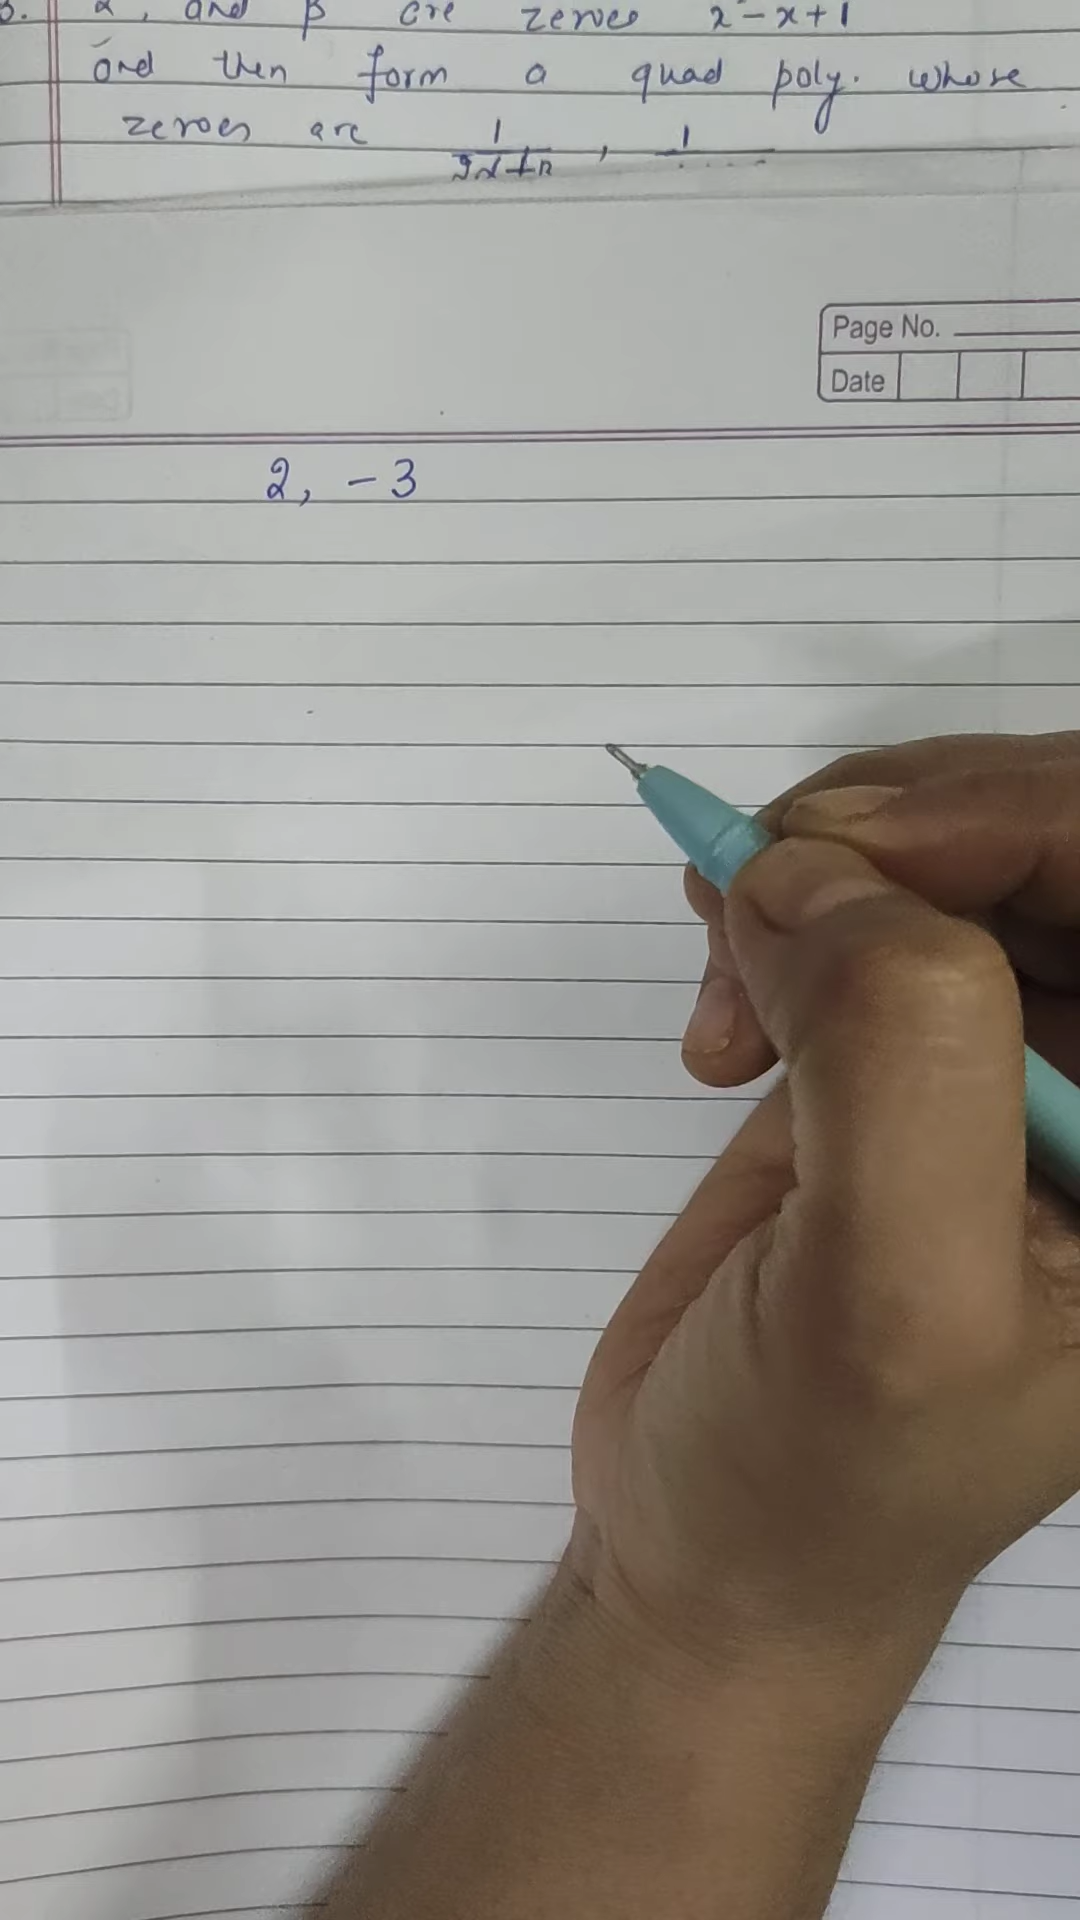 α, and β are zeroes x²-x+1
and then form a quad poly. whose
zeroes are 1 , 1
Page No.
Date
2, -3